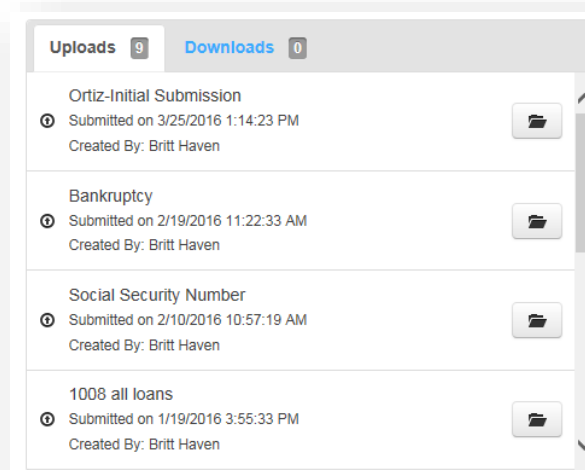 Uploads 9 Downloads 0
Ortiz-Initial Submission
Submitted on 3/25/2016 1:14:23 PM
Created By: Britt Haven
Bankruptcy
Submitted on 2/19/2016 11:22:33 AM
Created By: Britt Haven
Social Security Number
Submitted on 2/10/2016 10:57:19 AM
Created By: Britt Haven
1008 all loans
Submitted on 1/19/2016 3:55:33 PM
Created By: Britt Haven